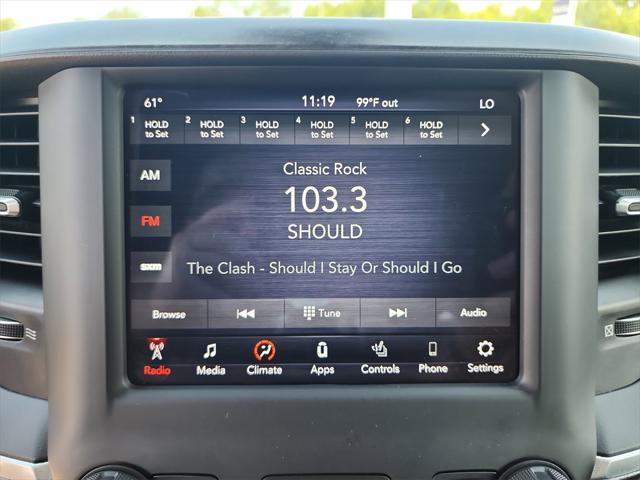 61° 11:19 99°F out LO
1 HOLD to Set 2 HOLD to Set 3 HOLD to Set 4 HOLD to Set 5 HOLD to Set 6 HOLD to Set
Classic Rock
AM
103.3
FM
SHOULD
sxm
The Clash - Should I Stay Or Should I Go
Browse Tune Audio
Radio Media Climate Apps Controls Phone Settings